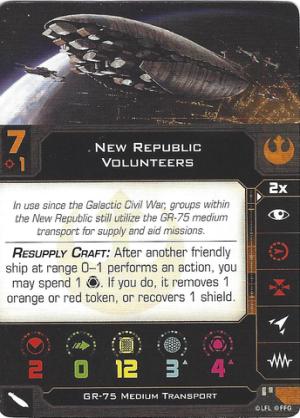 7
1
. NEW REPUBLIC
VOLUNTEERS
2x
In use since the Galactic Civil War, groups within
the New Republic still utilize the GR-75 medium
transport for supply and aid missions.
RESUPPLY CRAFT: After another friendly
ship at range 0–1 performs an action, you
may spend 1 . If you do, it removes 1
orange or red token, or recovers 1 shield.
2 0 12 3 4
GR-75 MEDIUM TRANSPORT
©LFL ©FFG